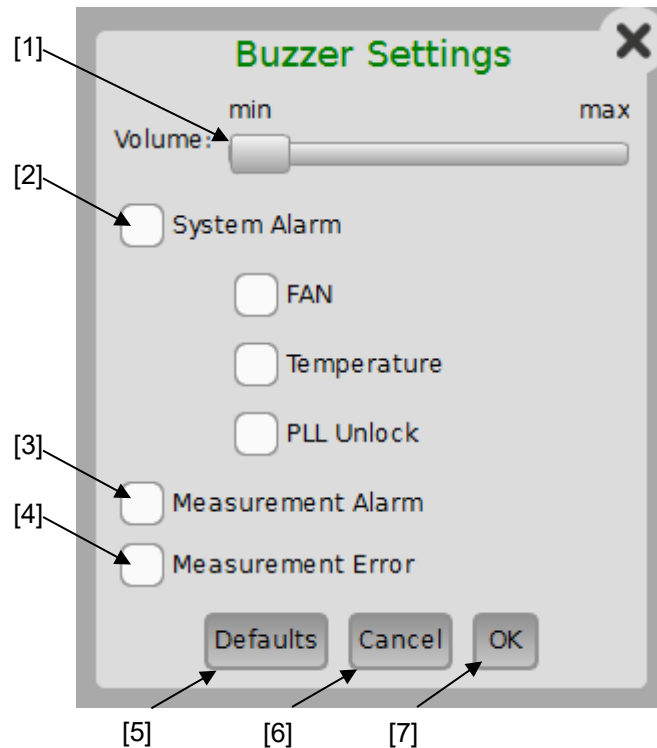 [1]
Buzzer Settings
min max
Volume:
[2]
System Alarm
FAN
Temperature
PLL Unlock
[3]
Measurement Alarm
[4]
Measurement Error
Defaults Cancel OK
[5] [6] [7]